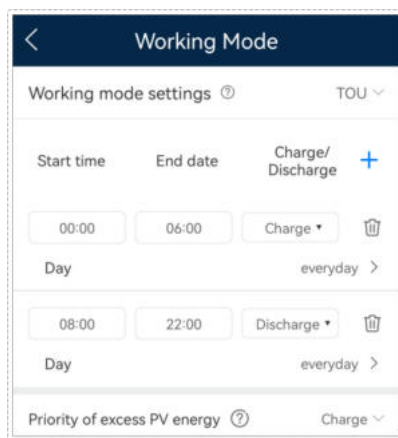 Working Mode
Working mode settings ? TOU
Start time End date Charge/
Discharge +
00:00 06:00 Charge
Day everyday >
08:00 22:00 Discharge
Day everyday >
Priority of excess PV energy ? Charge